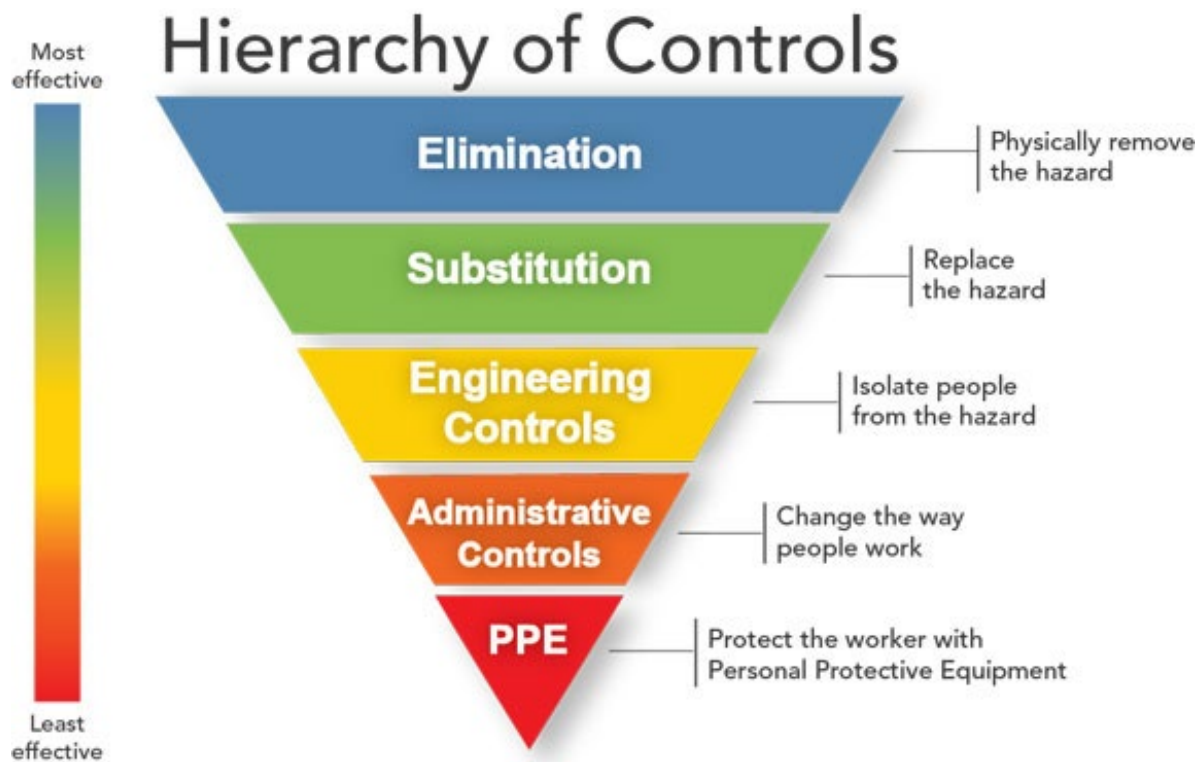 Hierarchy of Controls
Most
effective
Elimination
Physically remove
the hazard
Substitution
Replace
the hazard
Engineering
Controls
Isolate people
from the hazard
Administrative
Controls
Change the way
people work
PPE
Protect the worker with
Personal Protective Equipment
Least
effective